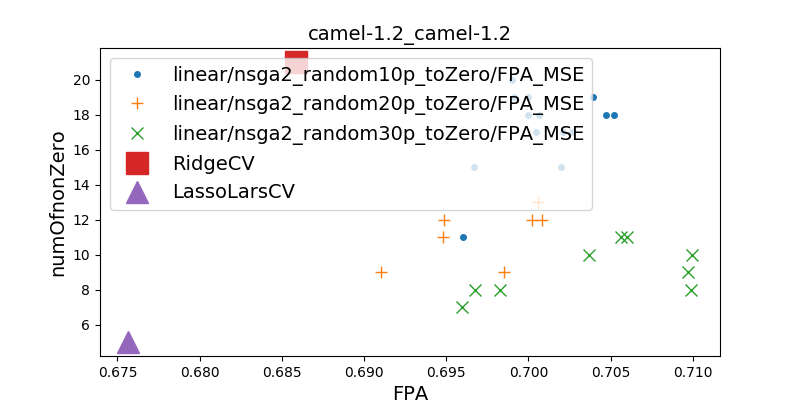 camel-1.2_camel-1.2
linear/nsga2_random10p_toZero/FPA_MSE
linear/nsga2_random20p_toZero/FPA_MSE
linear/nsga2_random30p_toZero/FPA_MSE
RidgeCV
LassoLarsCV
numOfnonZero
20
18
16
14
12
10
8
6
0.675 0.680 0.685 0.690 0.695 0.700 0.705 0.710
FPA